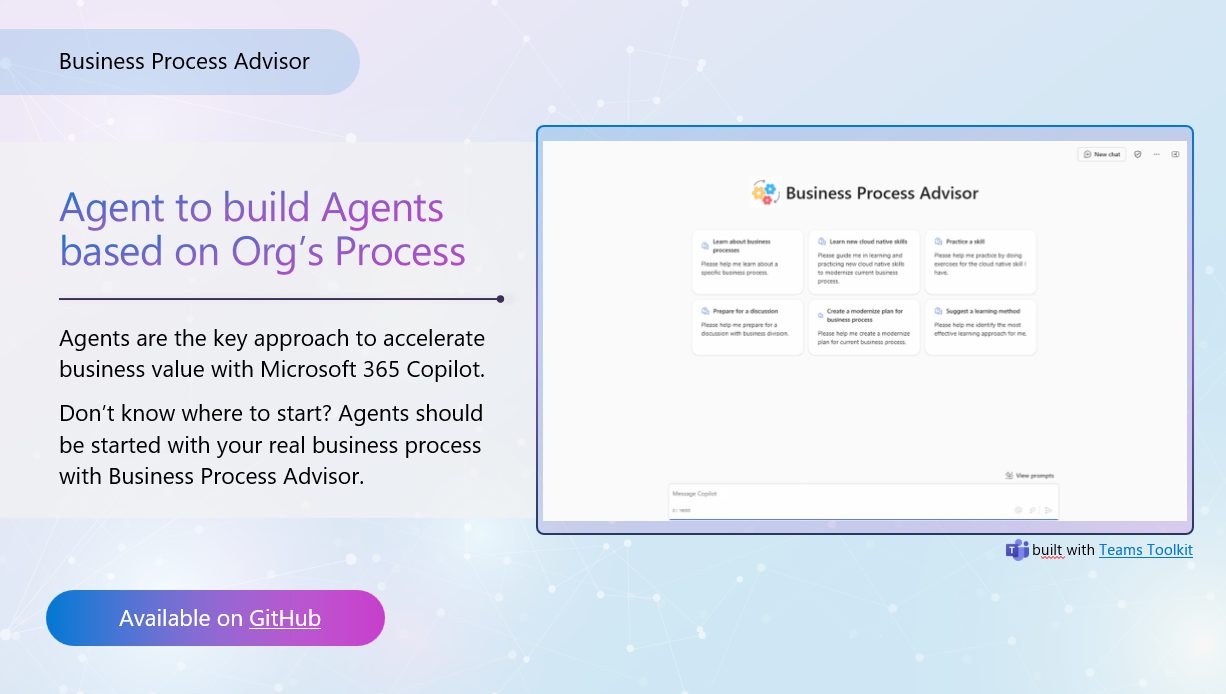 Business Process Advisor
Agent to build Agents
based on Org’s Process
Agents are the key approach to accelerate
business value with Microsoft 365 Copilot.
Don’t know where to start? Agents should
be started with your real business process
with Business Process Advisor.
Available on GitHub
New chat
Business Process Advisor
Learn about business
processes
Please help me learn about a
specific business process.
Learn new cloud native skills
Please guide me in learning and
practicing new cloud native skills
to modernize current business
process.
Practice a skill
Please help me practice by doing
exercises for the cloud native skill I
have.
Prepare for a discussion
Please help me prepare for a
discussion with business division.
Create a modernize plan for
business process
Please help me create a modernize
plan for current business process.
Suggest a learning method
Please help me identify the most
effective learning approach for me.
View prompts
Message Copilot
T built with Teams Toolkit